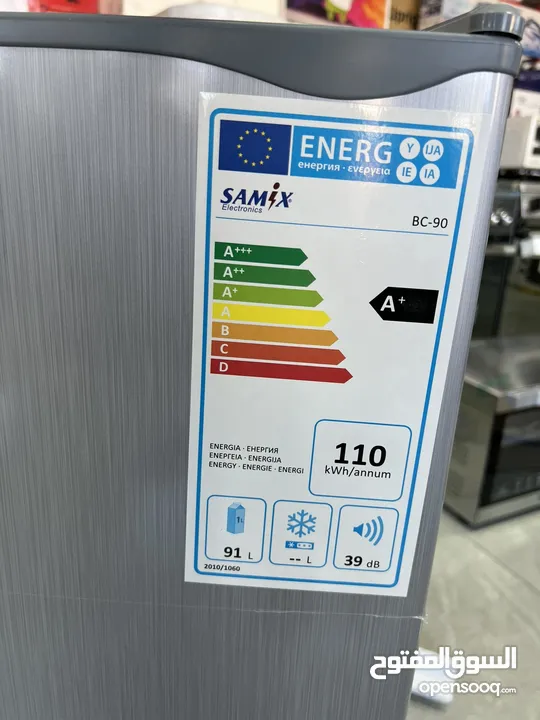 ENERG
Y IJA
IE IA
енергия · ενεργεια
SAMIX
Electronics
BC-90
A+++
A++
A+
A
B
C
D
A+
ENERGIA · ЕНЕРГИЯ
ΕΝΕΡΓΕΙΑ · ENERGIJA
ENERGY · ENERGIE · ENERGI
110
kWh/annum
1L
91 L
-- L
39 dB
2010/1060
السوق المفتوح
opensooq.com